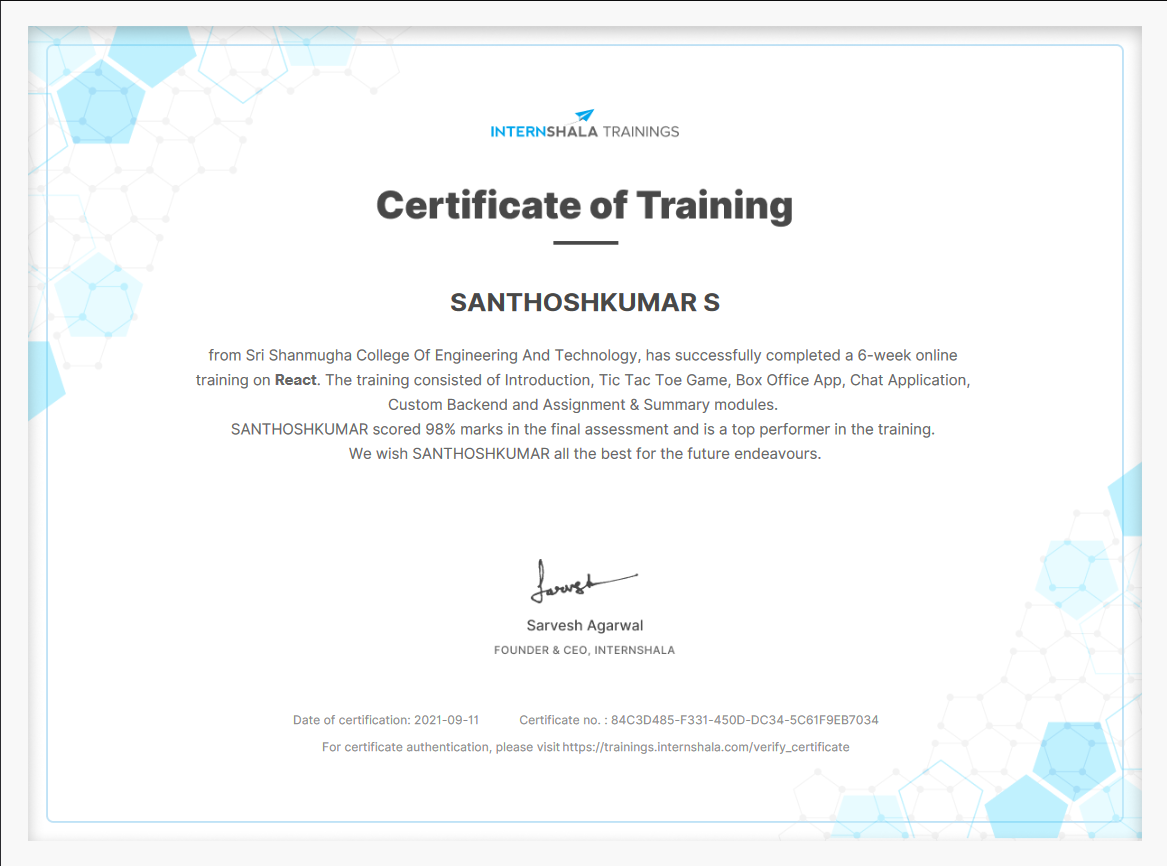 INTERNSHALA TRAININGS
Certificate of Training
SANTHOSHKUMAR S
from Sri Shanmugha College Of Engineering And Technology, has successfully completed a 6-week online
training on React. The training consisted of Introduction, Tic Tac Toe Game, Box Office App, Chat Application,
Custom Backend and Assignment & Summary modules.
SANTHOSHKUMAR scored 98% marks in the final assessment and is a top performer in the training.
We wish SANTHOSHKUMAR all the best for the future endeavours.
Sarvesh
Sarvesh Agarwal
FOUNDER & CEO, INTERNSHALA
Date of certification: 2021-09-11 Certificate no. : 84C3D485-F331-450D-DC34-5C61F9EB7034
For certificate authentication, please visit https://trainings.internshala.com/verify_certificate